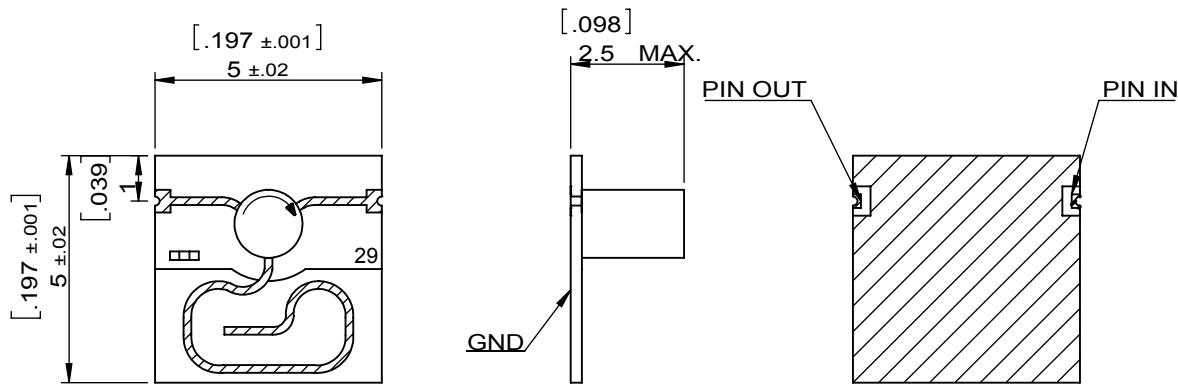 [.197 ±.001]
5 ±.02
[.098]
2.5 MAX.
PIN OUT
PIN IN
[.039]
1
[.197 ±.001]
5 ±.02
29
GND